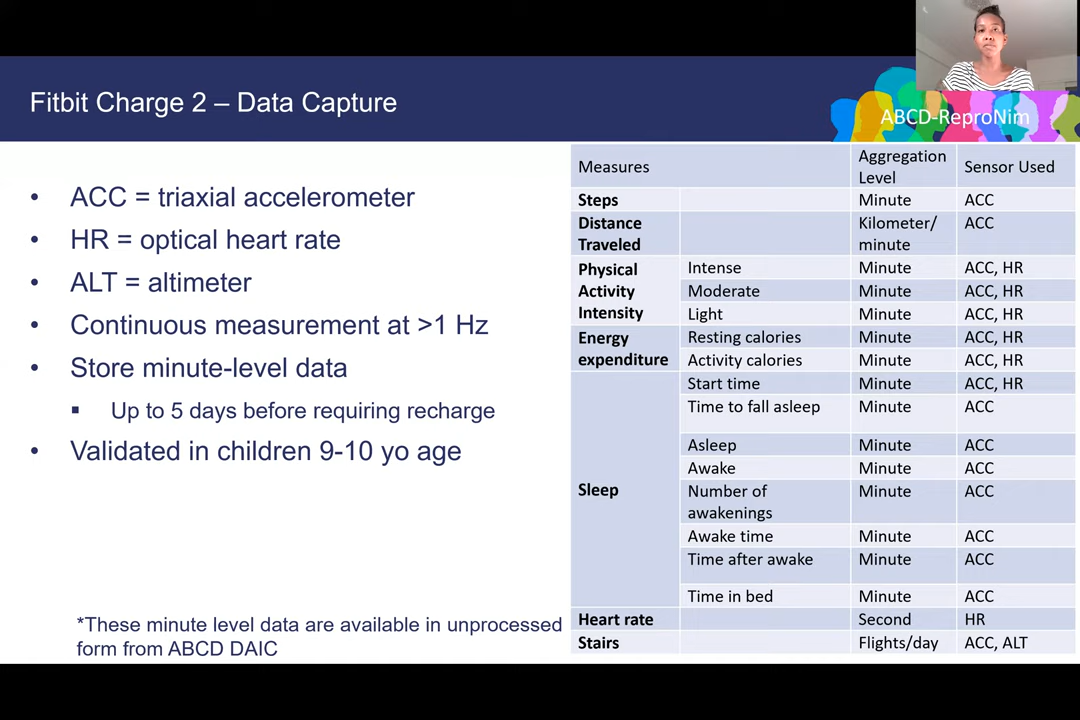 Fitbit Charge 2 – Data Capture
ABCD-ReproNim
• ACC = triaxial accelerometer
• HR = optical heart rate
• ALT = altimeter
• Continuous measurement at >1 Hz
• Store minute-level data
▪ Up to 5 days before requiring recharge
• Validated in children 9-10 yo age
*These minute level data are available in unprocessed
form from ABCD DAIC
Measures Aggregation Level Sensor Used
Steps Minute ACC
Distance Traveled Kilometer/ minute ACC
Physical Activity Intensity Intense Minute ACC, HR
Moderate Minute ACC, HR
Light Minute ACC, HR
Energy expenditure Resting calories Minute ACC, HR
Activity calories Minute ACC, HR
Sleep Start time Minute ACC, HR
Time to fall asleep Minute ACC
Asleep Minute ACC
Awake Minute ACC
Number of awakenings Minute ACC
Awake time Minute ACC
Time after awake Minute ACC
Time in bed Minute ACC
Heart rate Second HR
Stairs Flights/day ACC, ALT